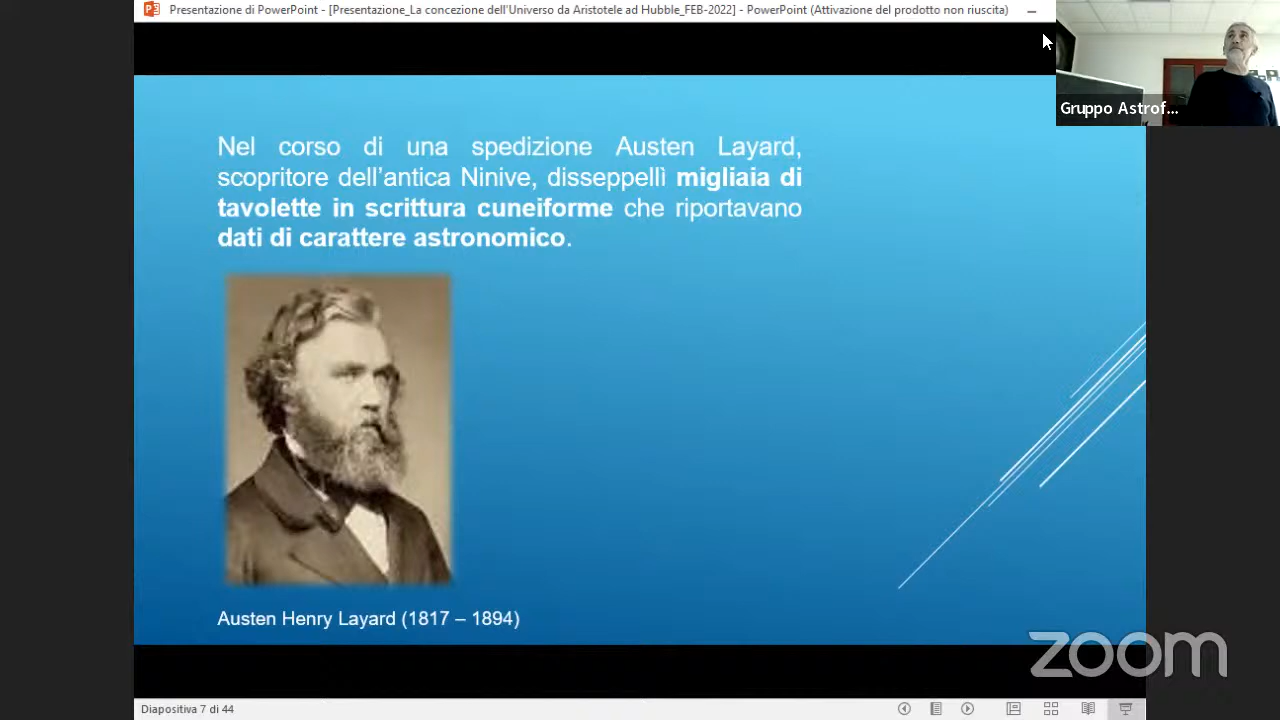 Presentazione di PowerPoint - [Presentazione_La concezione dell'Universo da Aristotele ad Hubble_FEB-2022] - PowerPoint (Attivazione del prodotto non riuscita)
Gruppo Astrof...
Nel corso di una spedizione Austen Layard,
scopritore dell'antica Ninive, disseppellì migliaia di
tavolette in scrittura cuneiforme che riportavano
dati di carattere astronomico.
Austen Henry Layard (1817 – 1894)
zoom
Diapositiva 7 di 44